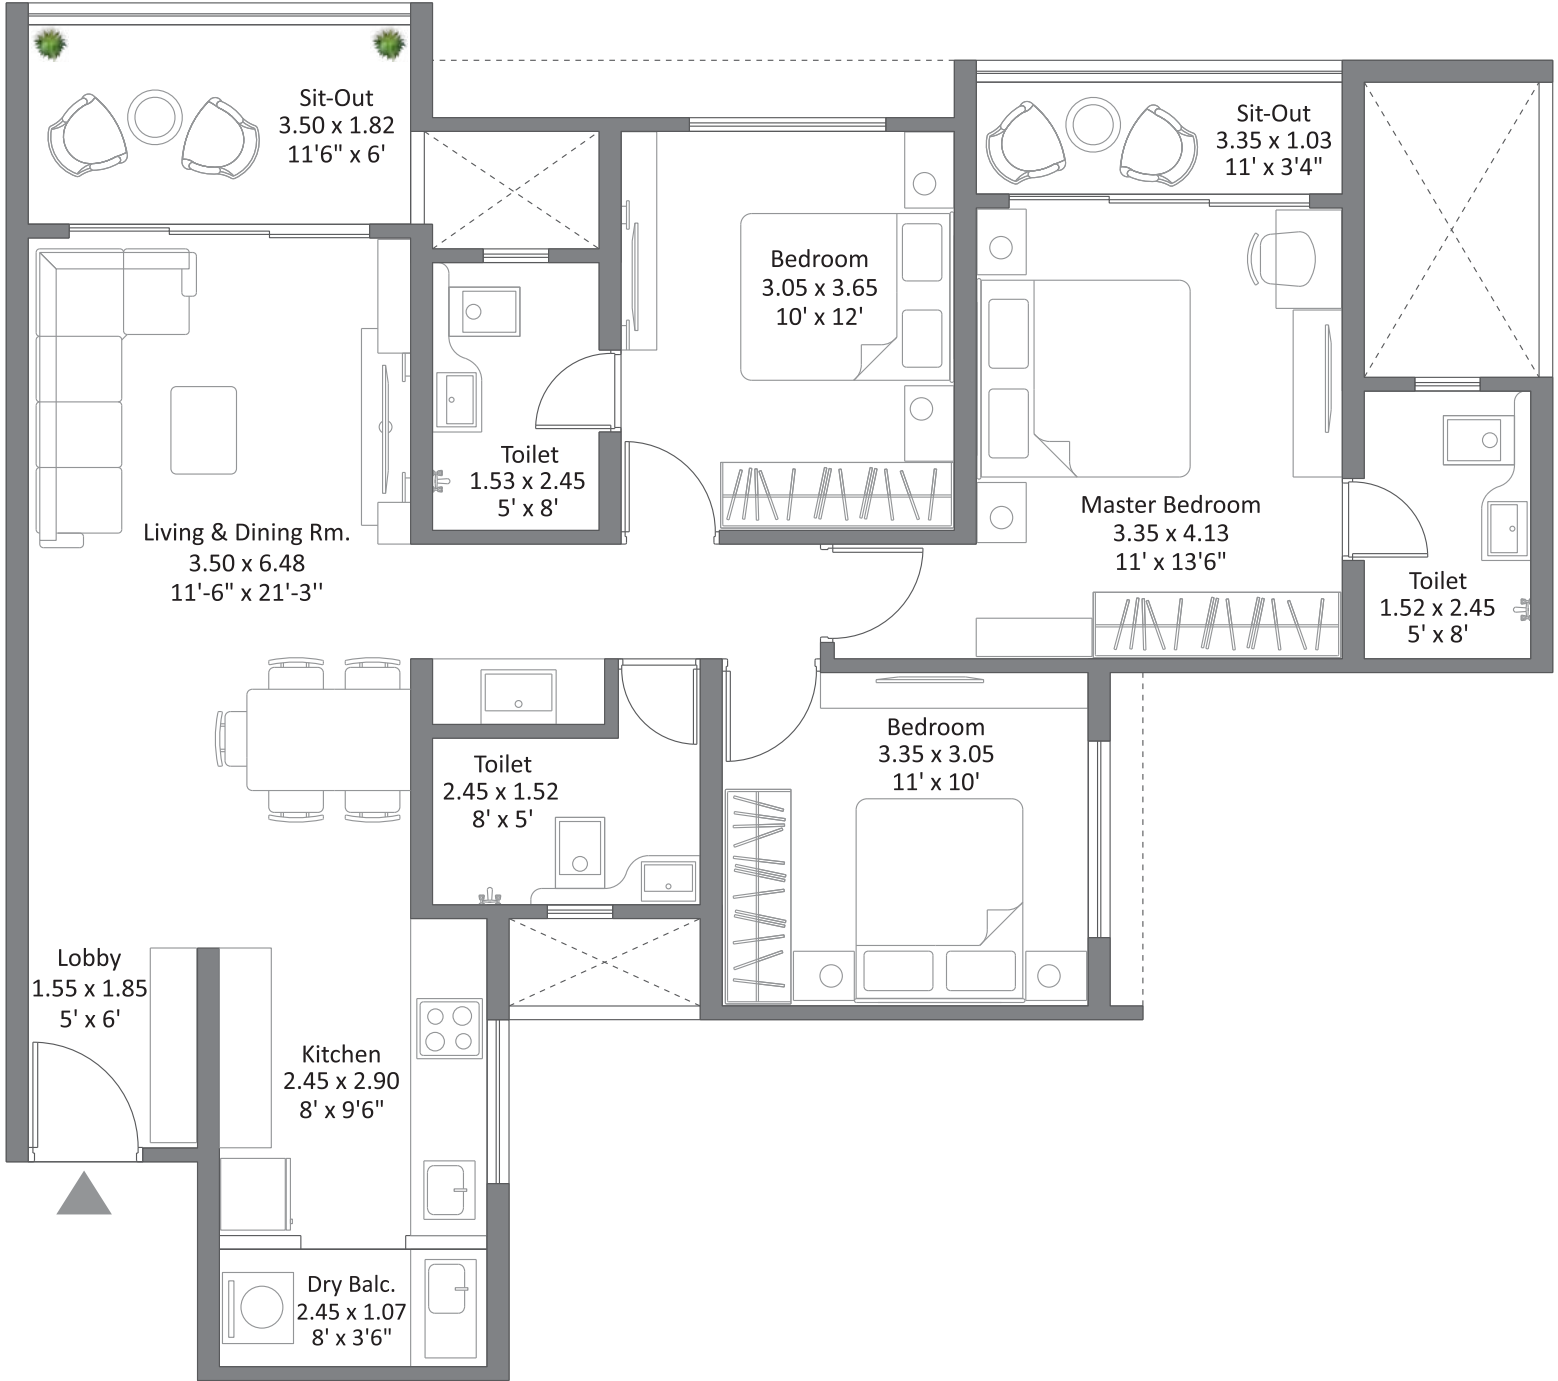 Sit-Out
3.50 x 1.82
11'6" x 6'
Sit-Out
3.35 x 1.03
11' x 3'4"
Bedroom
3.05 x 3.65
10' x 12'
Toilet
1.53 x 2.45
5' x 8'
Living & Dining Rm.
3.50 x 6.48
11'-6" x 21'-3''
Master Bedroom
3.35 x 4.13
11' x 13'6"
Toilet
1.52 x 2.45
5' x 8'
Toilet
2.45 x 1.52
8' x 5'
Bedroom
3.35 x 3.05
11' x 10'
Lobby
1.55 x 1.85
5' x 6'
Kitchen
2.45 x 2.90
8' x 9'6"
Dry Balc.
2.45 x 1.07
8' x 3'6"